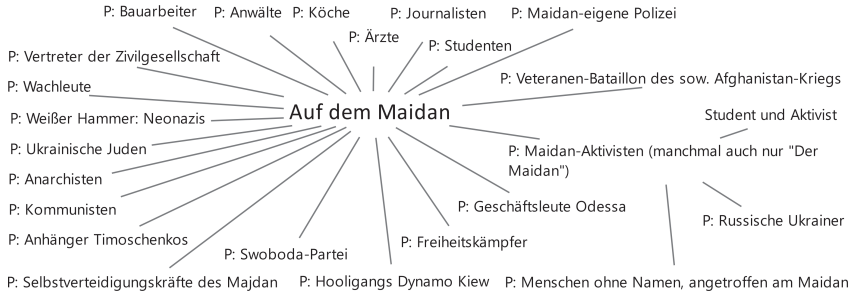 P: Bauarbeiter
P: Anwälte
P: Köche
P: Journalisten
P: Maidan-eigene Polizei
P: Ärzte
P: Studenten
P: Vertreter der Zivilgesellschaft
P: Wachleute
P: Veteranen-Bataillon des sow. Afghanistan-Kriegs
Auf dem Maidan
P: Weißer Hammer: Neonazis
Student und Aktivist
P: Ukrainische Juden
P: Maidan-Aktivisten (manchmal auch nur "Der
Maidan")
P: Anarchisten
P: Kommunisten
P: Geschäftsleute Odessa
P: Russische Ukrainer
P: Anhänger Timoschenkos
P: Swoboda-Partei
P: Freiheitskämpfer
P: Selbstverteidigungskräfte des Majdan
P: Hooligangs Dynamo Kiew
P: Menschen ohne Namen, angetroffen am Maidan